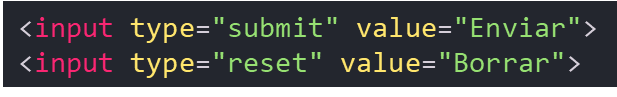 <input type="submit" value="Enviar">
<input type="reset" value="Borrar">